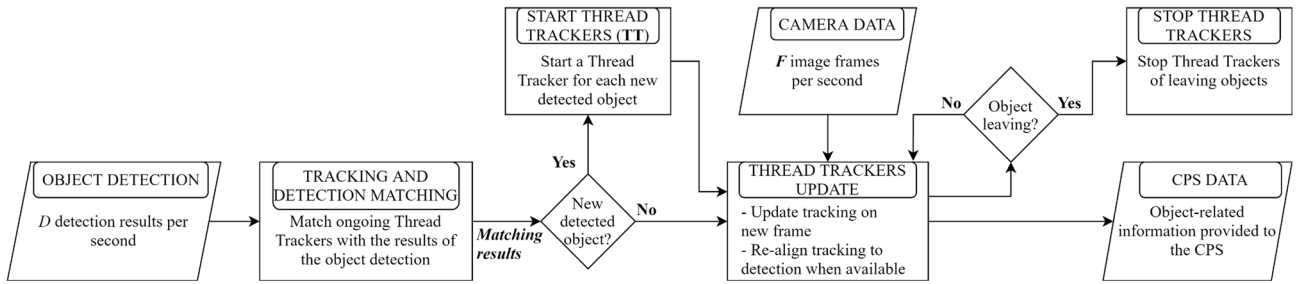 OBJECT DETECTION
D detection results per
second
TRACKING AND
DETECTION MATCHING
Match ongoing Thread
Trackers with the results of
the object detection
Matching
results
New
detected
object?
Yes
No
START THREAD
TRACKERS (TT)
Start a Thread
Tracker for each new
detected object
CAMERA DATA
F image frames
per second
THREAD TRACKERS
UPDATE
- Update tracking on
new frame
- Re-align tracking to
detection when available
Object
leaving?
No
Yes
STOP THREAD
TRACKERS
Stop Thread Trackers
of leaving objects
CPS DATA
Object-related
information provided to
the CPS